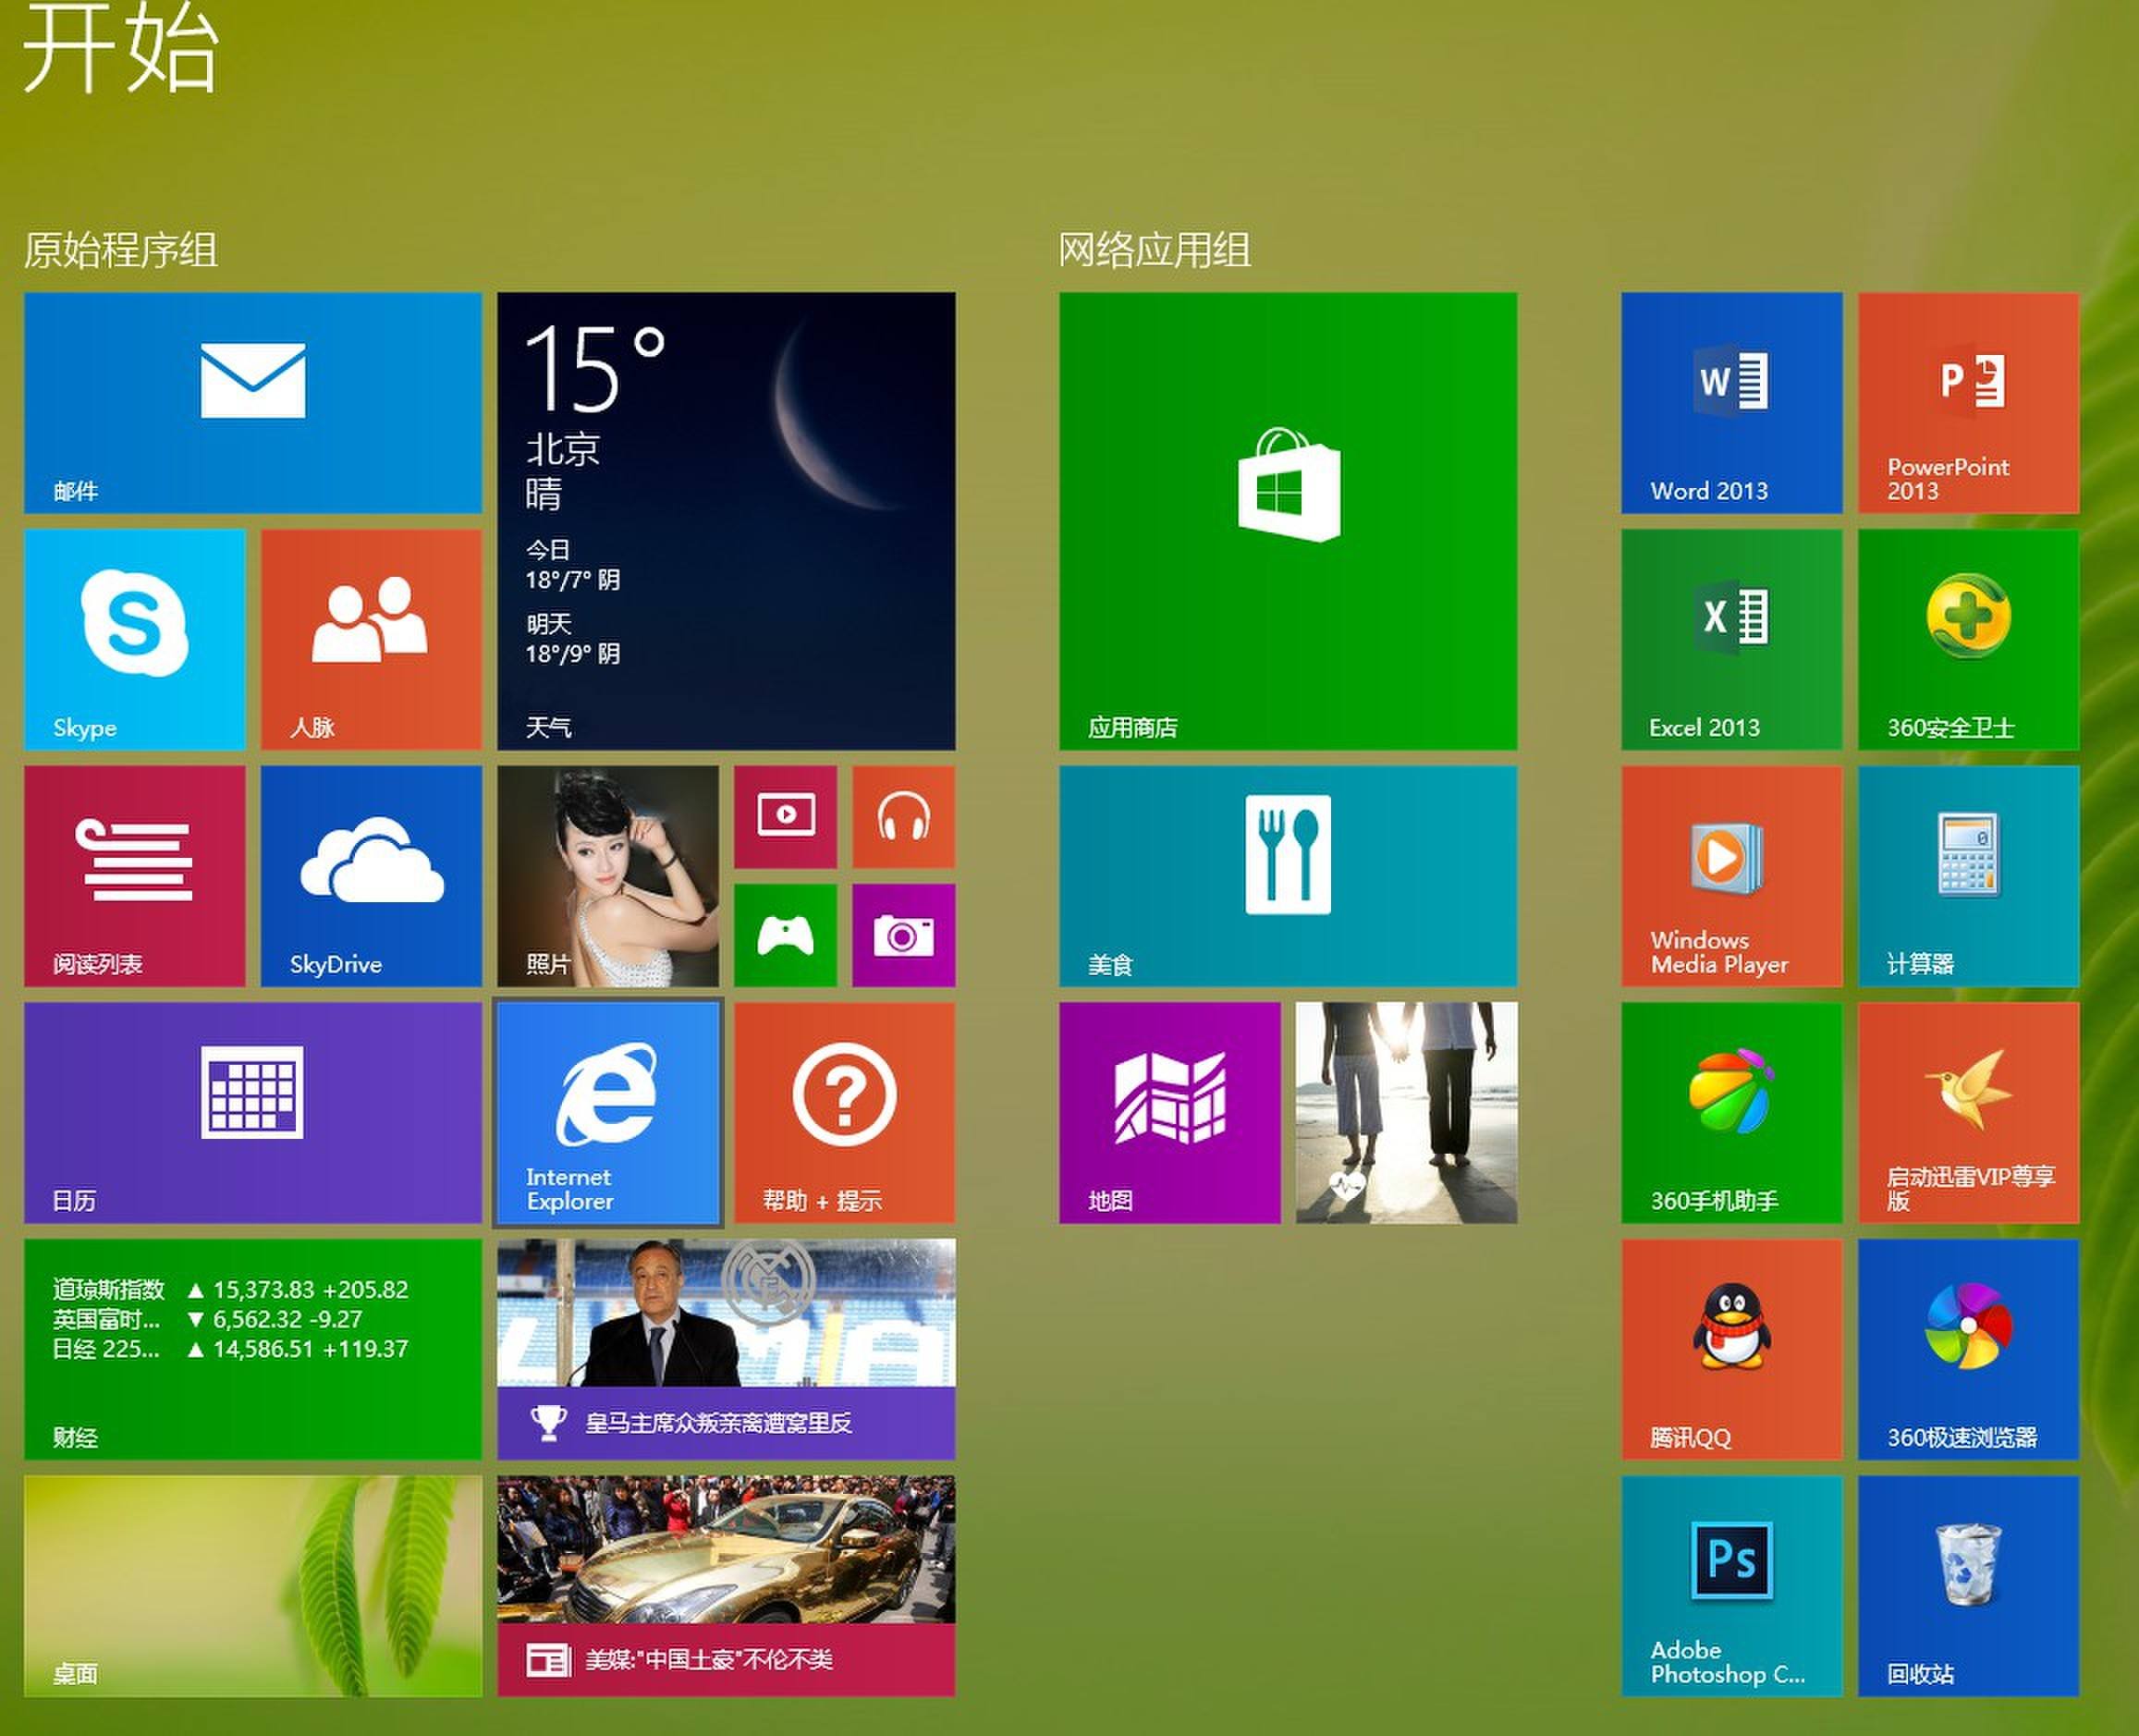 开始
原始程序组
邮件
15°
北京
晴
今日
18°/7° 阴
明天
18°/9° 阴
天气
Skype
人脉
阅读列表
SkyDrive
照片
日历
Internet
Explorer
帮助 + 提示
道琼斯指数 ▲ 15,373.83 +205.82
英国富时... ▼ 6,562.32 -9.27
日经 225... ▲ 14,586.51 +119.37
财经
皇马主席众叛亲离遭窝里反
桌面
美媒:"中国土豪"不伦不类
网络应用组
应用商店
美食
地图
Word 2013
PowerPoint
2013
Excel 2013
360安全卫士
Windows
Media Player
计算器
360手机助手
启动迅雷VIP尊享
版
腾讯QQ
360极速浏览器
Ps
Adobe
Photoshop C...
回收站